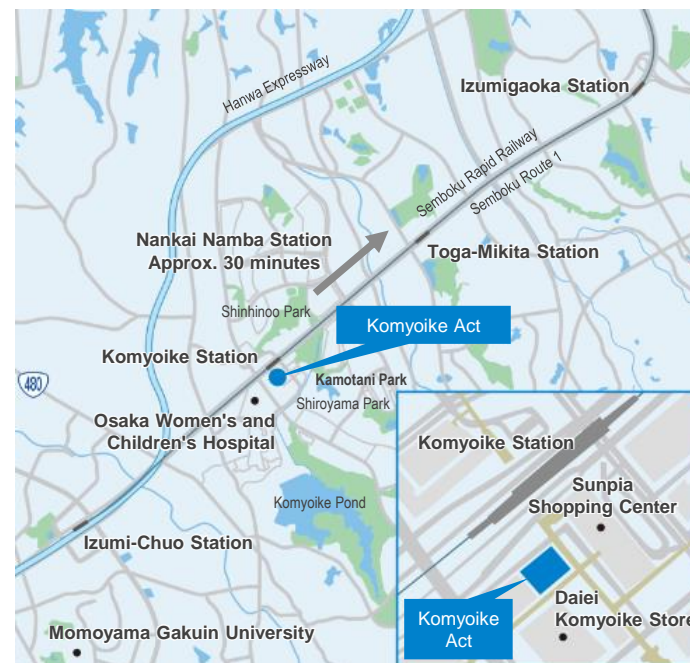 Izumigaoka Station
Hanwa Expressway
Semboku Rapid Railway
Semboku Route 1
Nankai Namba Station
Approx. 30 minutes
Toga-Mikita Station
Shinhinoo Park
Komyoike Act
Komyoike Station
Kamotani Park
480
Shiroyama Park
Osaka Women's and
Children's Hospital
Komyoike Pond
Izumi-Chuo Station
Momoyama Gakuin University
Komyoike Station
Sunpia
Shopping Center
Komyoike
Act
Daiei
Komyoike Store